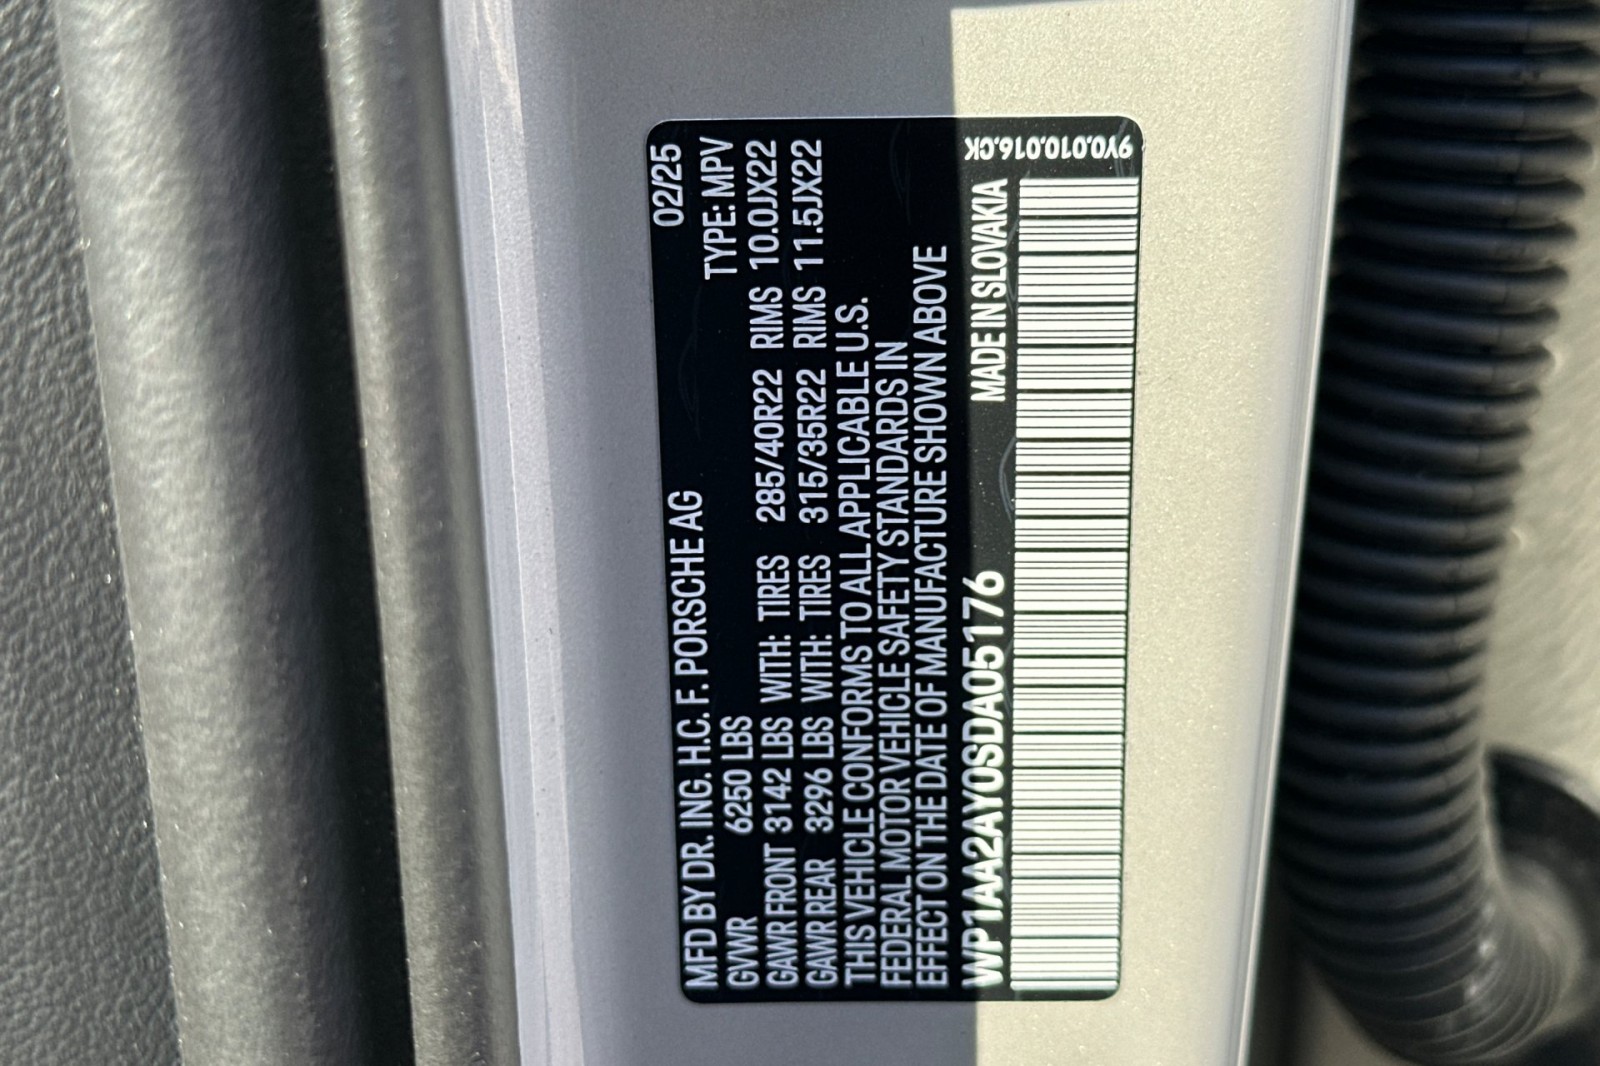 MFD BY DR. ING. H.C. F. PORSCHE AG 02/25
GVWR 6250 LBS TYPE: MPV
GAWR FRONT 3142 LBS WITH: TIRES 285/40R22 RIMS 10.0JX22
GAWR REAR 3296 LBS WITH: TIRES 315/35R22 RIMS 11.5JX22
THIS VEHICLE CONFORMS TO ALL APPLICABLE U.S.
FEDERAL MOTOR VEHICLE SAFETY STANDARDS IN
EFFECT ON THE DATE OF MANUFACTURE SHOWN ABOVE
WP1AA2AY0SDA05176 MADE IN SLOVAKIA
9Y0.010.016.CK